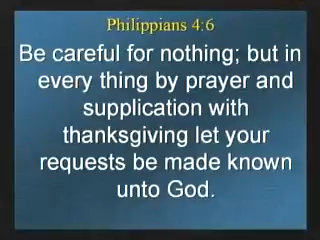 Philippians 4:6
Be careful for nothing; but in
every thing by prayer and
supplication with
thanksgiving let your
requests be made known
unto God.